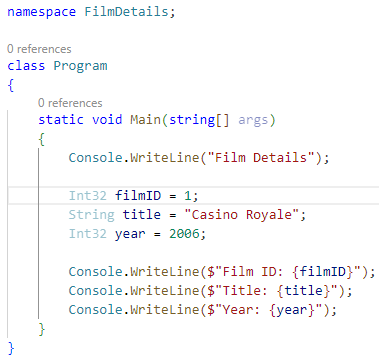 namespace FilmDetails;
0 references
class Program
{
0 references
static void Main(string[] args)
{
Console.WriteLine("Film Details");
Int32 filmID = 1;
String title = "Casino Royale";
Int32 year = 2006;
Console.WriteLine($"Film ID: {filmID}");
Console.WriteLine($"Title: {title}");
Console.WriteLine($"Year: {year}");
}
}